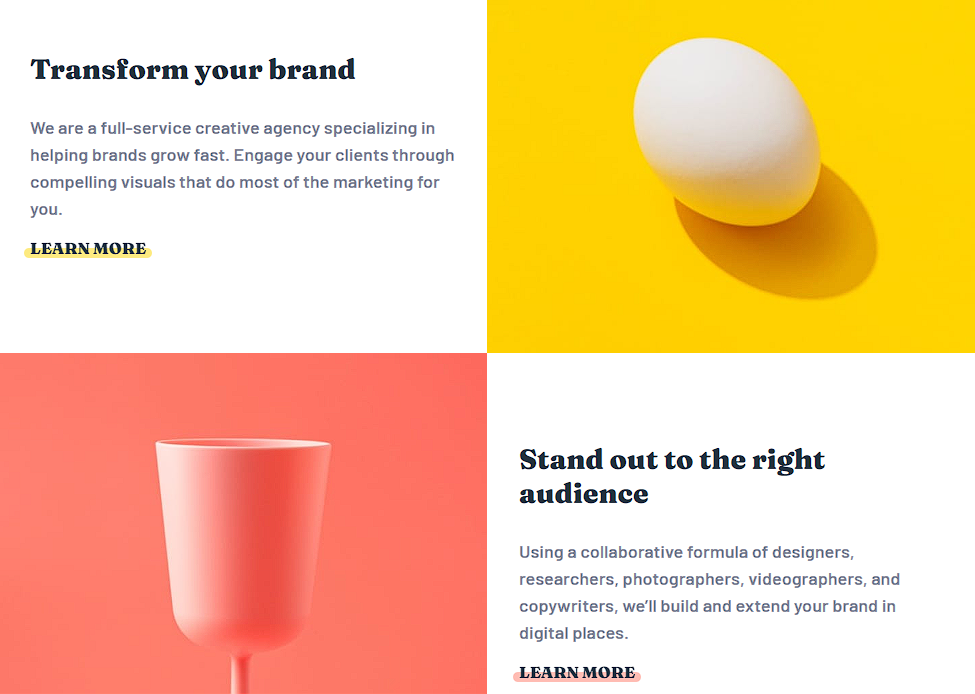 Transform your brand
We are a full-service creative agency specializing in
helping brands grow fast. Engage your clients through
compelling visuals that do most of the marketing for
you.
LEARN MORE
Stand out to the right
audience
Using a collaborative formula of designers,
researchers, photographers, videographers, and
copywriters, we’ll build and extend your brand in
digital places.
LEARN MORE